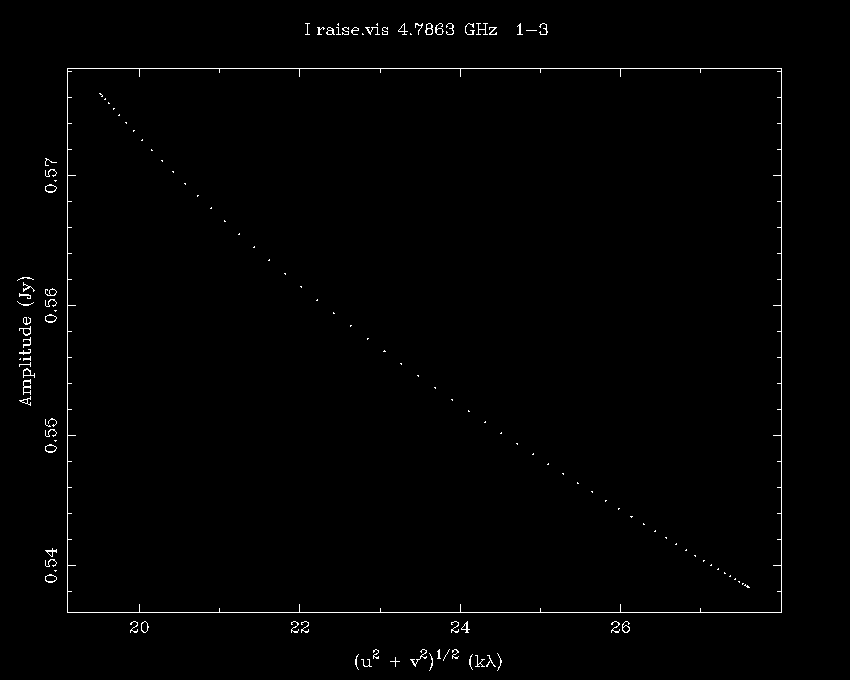 I raise.vis 4.7863 GHz 1−3
0.57
0.56
0.55
0.54
Amplitude (Jy)
20 22 24 26
(u² + v²)^1/2 (kλ)